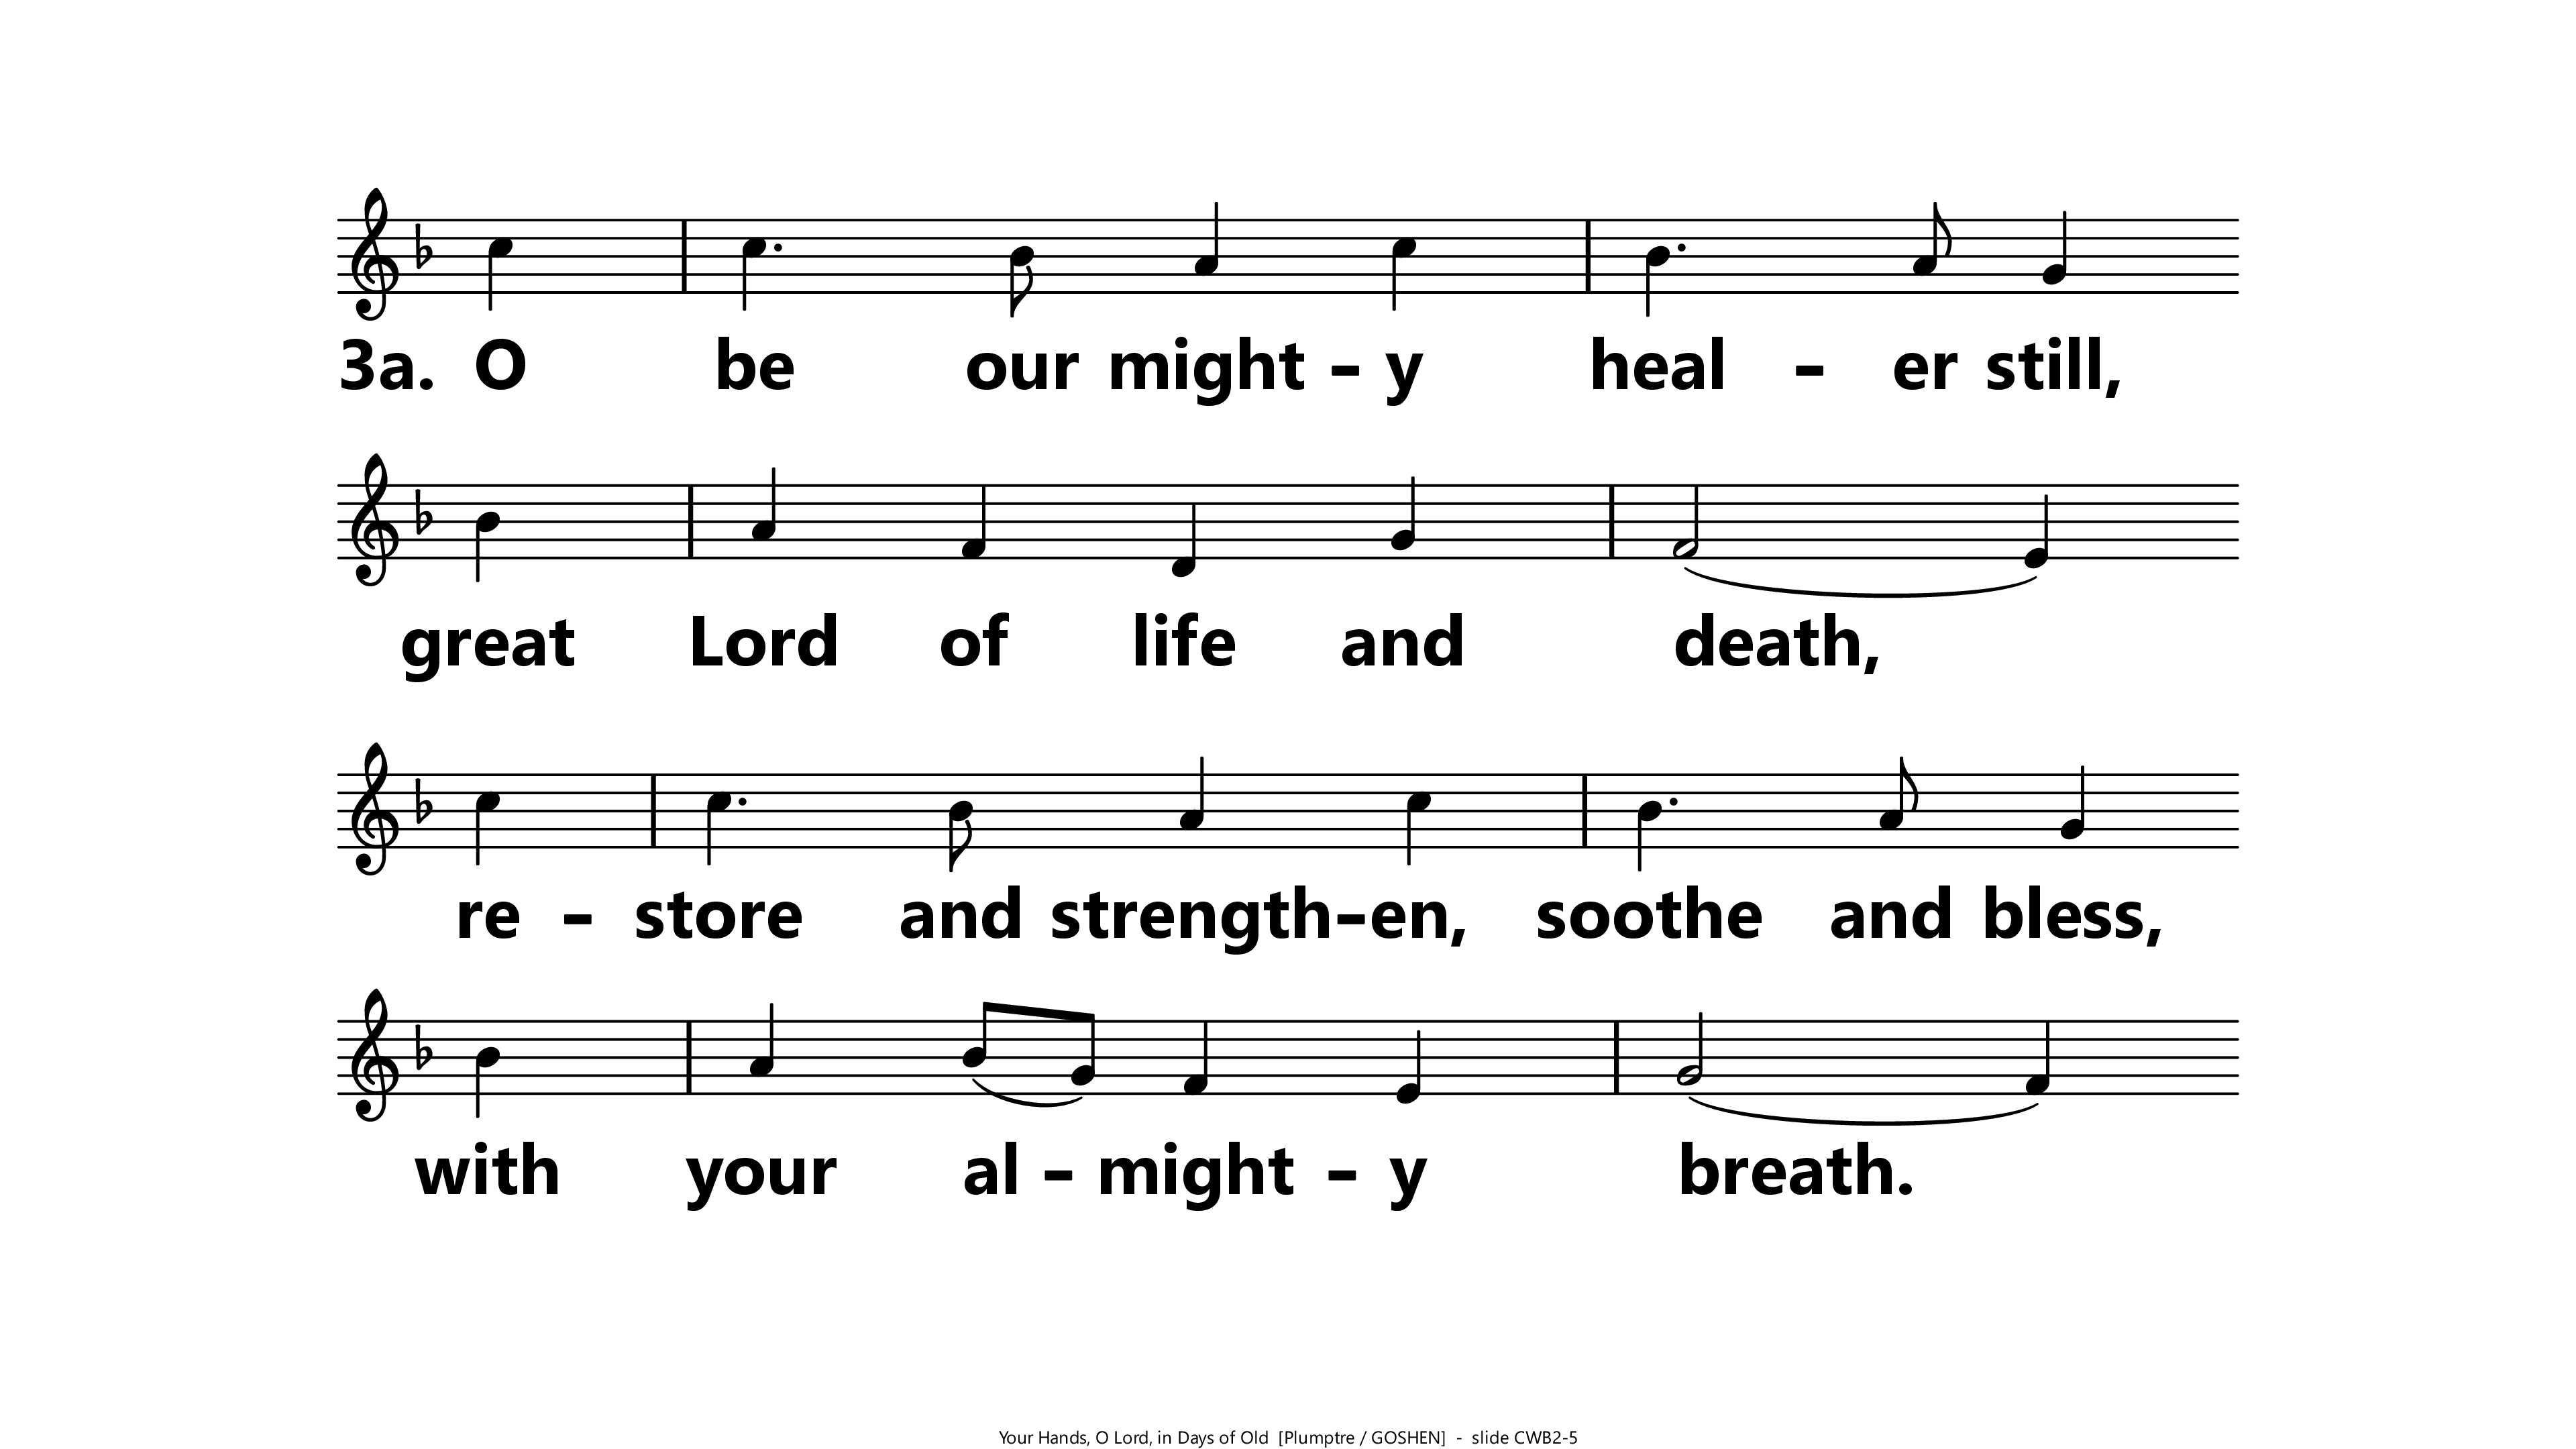 3a. O be our might - y heal - er still,
great Lord of life and death,
re - store and strength-en, soothe and bless,
with your al - might - y breath.
Your Hands, O Lord, in Days of Old [Plumptre / GOSHEN] - slide CWB2-5